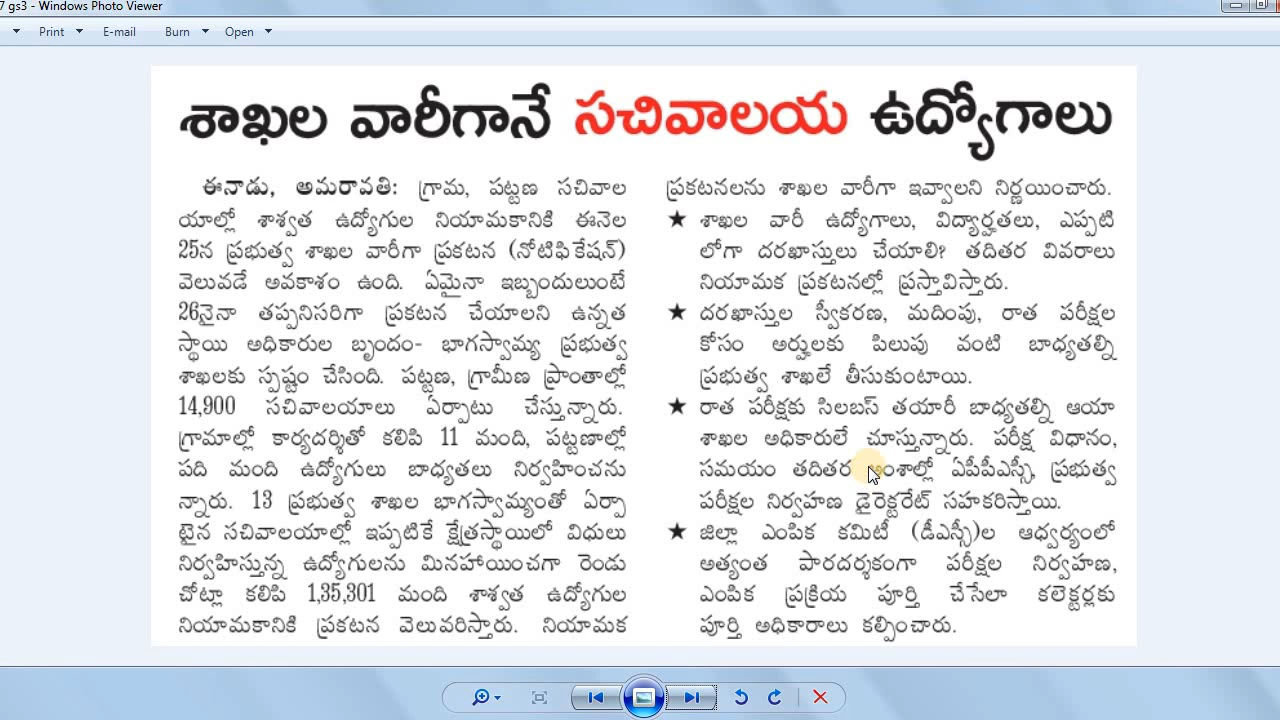 7 gs3 - Windows Photo Viewer
Print E-mail Burn Open
శాఖల వారీగానే సచివాలయ ఉద్యోగాలు
ఈనాడు, అమరావతి: గ్రామ, పట్టణ సచివాల
యాల్లో శాశ్వత ఉద్యోగుల నియామకానికి ఈనెల
25న ప్రభుత్వ శాఖల వారీగా ప్రకటన (నోటిఫికేషన్)
వెలువడే అవకాశం ఉంది. ఏమైనా ఇబ్బందులుంటే
26నైనా తప్పనిసరిగా ప్రకటన చేయాలని ఉన్నత
స్థాయి అధికారుల బృందం- భాగస్వామ్య ప్రభుత్వ
శాఖలకు స్పష్టం చేసింది. పట్టణ, గ్రామీణ ప్రాంతాల్లో
14,900 సచివాలయాలు ఏర్పాటు చేస్తున్నారు.
గ్రామాల్లో కార్యదర్శితో కలిపి 11 మంది, పట్టణాల్లో
పది మంది ఉద్యోగులు బాధ్యతలు నిర్వహించను
న్నారు. 13 ప్రభుత్వ శాఖల భాగస్వామ్యంతో ఏర్పా
టైన సచివాలయాల్లో ఇప్పటికే క్షేత్రస్థాయిలో విధులు
నిర్వహిస్తున్న ఉద్యోగులను మినహాయించగా రెండు
చోట్లా కలిపి 1,35,301 మంది శాశ్వత ఉద్యోగుల
నియామకానికి ప్రకటన వెలువరిస్తారు. నియామక
ప్రకటనలను శాఖల వారీగా ఇవ్వాలని నిర్ణయించారు.
★ శాఖల వారీ ఉద్యోగాలు, విద్యార్హతలు, ఎప్పటి
లోగా దరఖాస్తులు చేయాలి? తదితర వివరాలు
నియామక ప్రకటనల్లో ప్రస్తావిస్తారు.
★ దరఖాస్తుల స్వీకరణ, మదింపు, రాత పరీక్షల
కోసం అర్హులకు పిలుపు వంటి బాధ్యతల్ని
ప్రభుత్వ శాఖలే తీసుకుంటాయి.
★ రాత పరీక్షకు సిలబస్ తయారీ బాధ్యతల్ని ఆయా
శాఖల అధికారులే చూస్తున్నారు. పరీక్ష విధానం,
సమయం తదితర అంశాల్లో ఏపీపీఎస్సీ, ప్రభుత్వ
పరీక్షల నిర్వహణ డైరెక్టరేట్ సహకరిస్తాయి.
★ జిల్లా ఎంపిక కమిటీ (డీఎస్సీ)ల ఆధ్వర్యంలో
అత్యంత పారదర్శకంగా పరీక్షల నిర్వహణ,
ఎంపిక ప్రక్రియ పూర్తి చేసేలా కలెక్టర్లకు
పూర్తి అధికారాలు కల్పించారు.